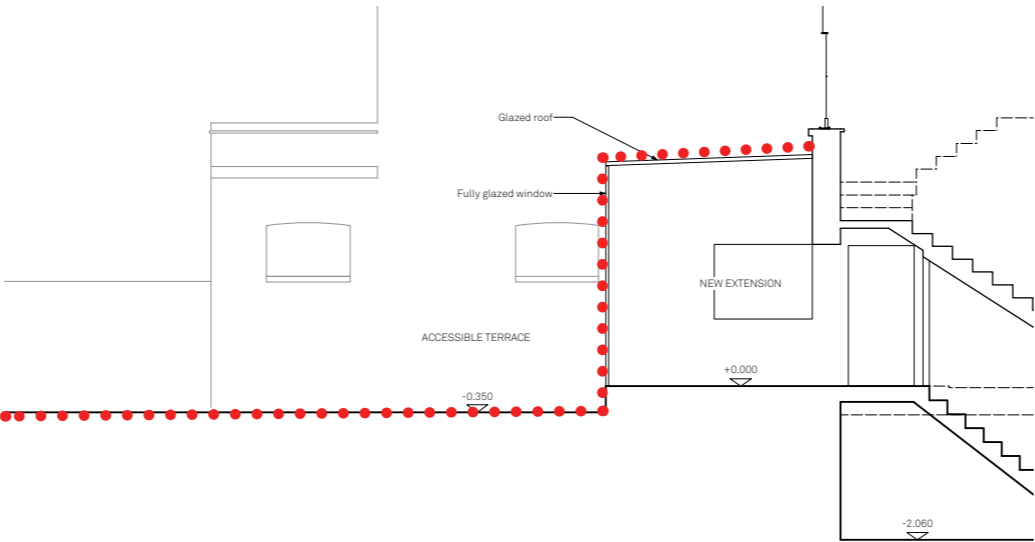 Glazed roof
Fully glazed window
NEW EXTENSION
ACCESSIBLE TERRACE
+0.000
-0.350
-2.060